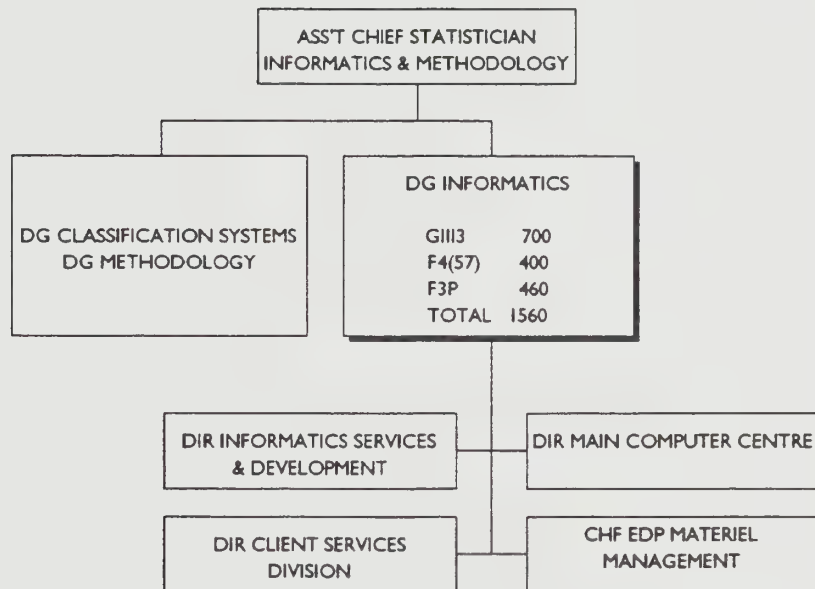 ASS'T CHIEF STATISTICIAN
INFORMATICS & METHODOLOGY
DG CLASSIFICATION SYSTEMS
DG METHODOLOGY
DG INFORMATICS
GIII3 700
F4(57) 400
F3P 460
TOTAL 1560
DIR INFORMATICS SERVICES
& DEVELOPMENT
DIR MAIN COMPUTER CENTRE
DIR CLIENT SERVICES
DIVISION
CHF EDP MATERIEL
MANAGEMENT